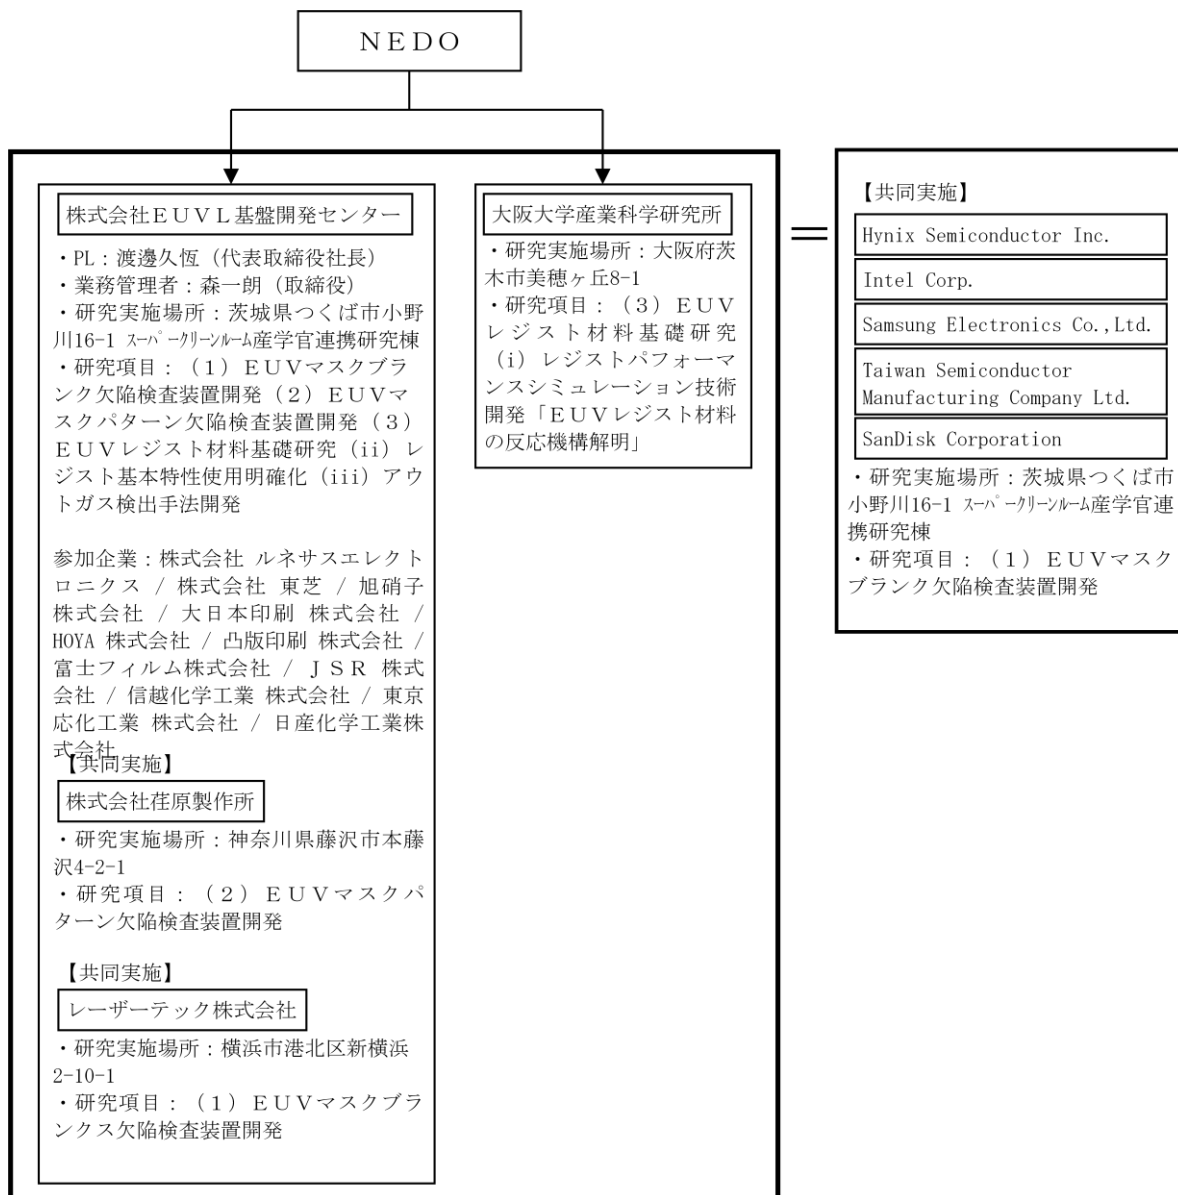 ＮＥＤＯ
株式会社ＥＵＶＬ基盤開発センター
・PL：渡邊久恆（代表取締役社長）
・業務管理者：森一朗（取締役）
・研究実施場所：茨城県つくば市小野
川16-1 ｽｰﾊﾟｰｸﾘｰﾝﾙｰﾑ産学官連携研究棟
・研究項目：（1）ＥＵＶマスクブラ
ンク欠陥検査装置開発（2）ＥＵＶマ
スクパターン欠陥検査装置開発（3）
ＥＵＶレジスト材料基礎研究（ii）レ
ジスト基本特性使用明確化（iii）アウ
トガス検出手法開発
参加企業：株式会社 ルネサスエレクト
ロニクス / 株式会社 東芝 / 旭硝子
株式会社 / 大日本印刷 株式会社 /
HOYA 株式会社 / 凸版印刷 株式会社 /
富士フィルム株式会社 / ＪＳＲ 株式
会社 / 信越化学工業 株式会社 / 東京
応化工業 株式会社 / 日産化学工業株
式会社
【共同実施】
株式会社荏原製作所
・研究実施場所：神奈川県藤沢市本藤
沢4-2-1
・研究項目：（2）ＥＵＶマスクパ
ターン欠陥検査装置開発
【共同実施】
レーザーテック株式会社
・研究実施場所：横浜市港北区新横浜
2-10-1
・研究項目：（1）ＥＵＶマスクブラ
ンクス欠陥検査装置開発
大阪大学産業科学研究所
・研究実施場所：大阪府茨
木市美穂ヶ丘8-1
・研究項目：（3）ＥＵＶ
レジスト材料基礎研究
（i）レジストパフォーマ
ンスシミュレーション技術
開発「ＥＵＶレジスト材料
の反応機構解明」
＝
【共同実施】
Hynix Semiconductor Inc.
Intel Corp.
Samsung Electronics Co.,Ltd.
Taiwan Semiconductor
Manufacturing Company Ltd.
SanDisk Corporation
・研究実施場所：茨城県つくば市
小野川16-1 ｽｰﾊﾟｰｸﾘｰﾝﾙｰﾑ産学官連
携研究棟
・研究項目：（1）ＥＵＶマスク
ブランク欠陥検査装置開発